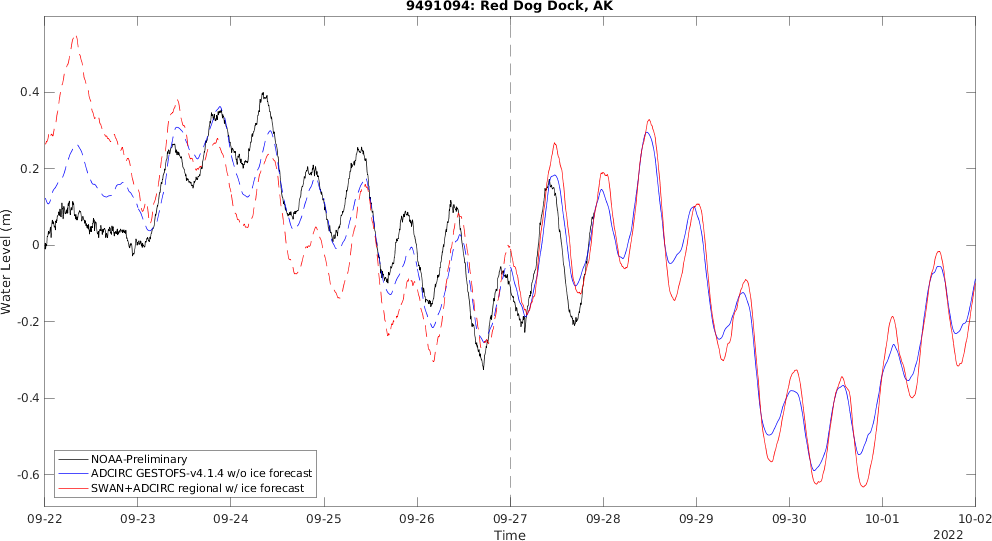 9491094: Red Dog Dock, AK
Water Level (m)
0.4
0.2
0
-0.2
-0.4
-0.6
NOAA-Preliminary
ADCIRC GESTOFS-v4.1.4 w/o ice forecast
SWAN+ADCIRC regional w/ ice forecast
09-22 09-23 09-24 09-25 09-26 09-27 09-28 09-29 09-30 10-01 10-02
Time
2022